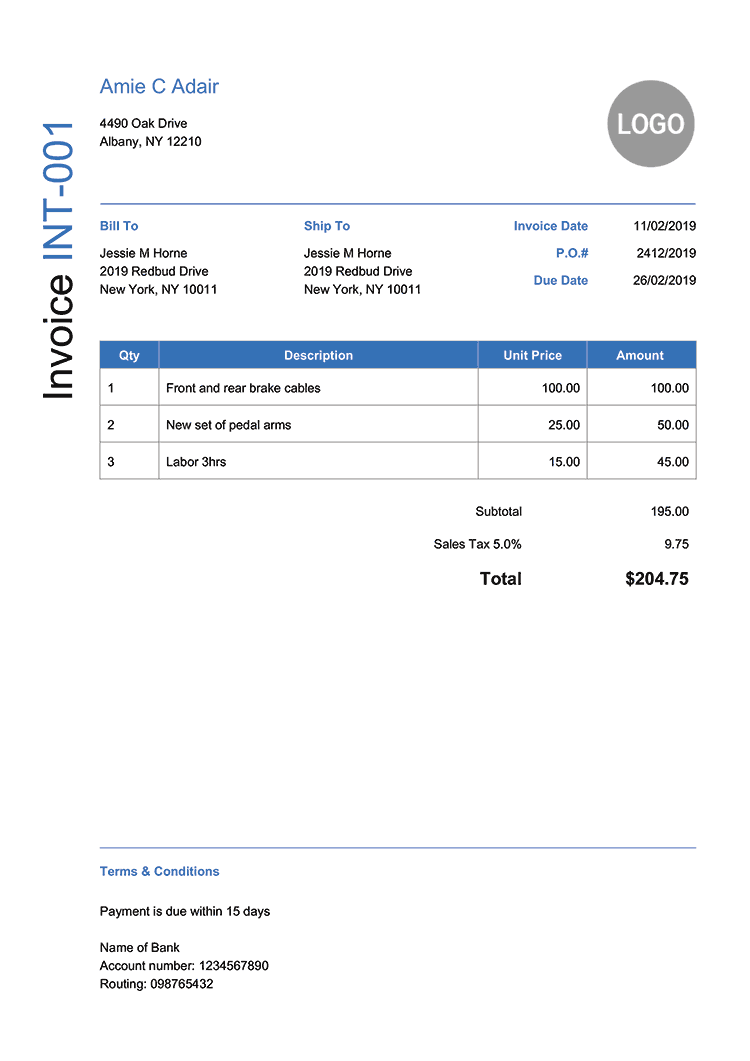 Invoice INT-001
Amie C Adair
4490 Oak Drive
Albany, NY 12210
LOGO
Bill To
Jessie M Horne
2019 Redbud Drive
New York, NY 10011
Ship To
Jessie M Horne
2019 Redbud Drive
New York, NY 10011
Invoice Date 11/02/2019
P.O.# 2412/2019
Due Date 26/02/2019
Qty Description Unit Price Amount
1 Front and rear brake cables 100.00 100.00
2 New set of pedal arms 25.00 50.00
3 Labor 3hrs 15.00 45.00
Subtotal 195.00
Sales Tax 5.0% 9.75
Total $204.75
Terms & Conditions
Payment is due within 15 days
Name of Bank
Account number: 1234567890
Routing: 098765432